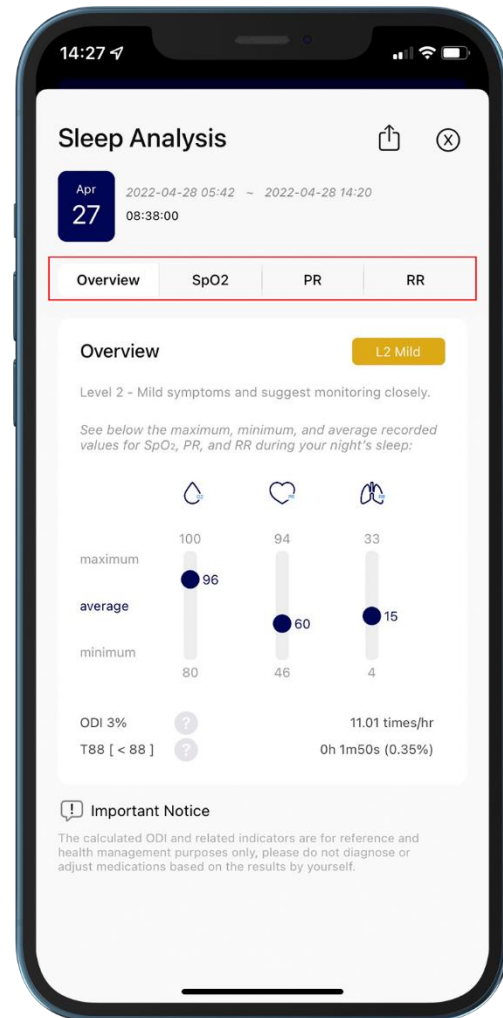 14:27
Sleep Analysis
Apr
27
2022-04-28 05:42 ~ 2022-04-28 14:20
08:38:00
Overview SpO2 PR RR
Overview
L2 Mild
Level 2 - Mild symptoms and suggest monitoring closely.
See below the maximum, minimum, and average recorded
values for SpO₂, PR, and RR during your night's sleep:
100 94 33
maximum
96
average
60
15
minimum
80 46 4
ODI 3% ? 11.01 times/hr
T88 [ < 88 ] ? 0h 1m50s (0.35%)
Important Notice
The calculated ODI and related indicators are for reference and
health management purposes only, please do not diagnose or
adjust medications based on the results by yourself.